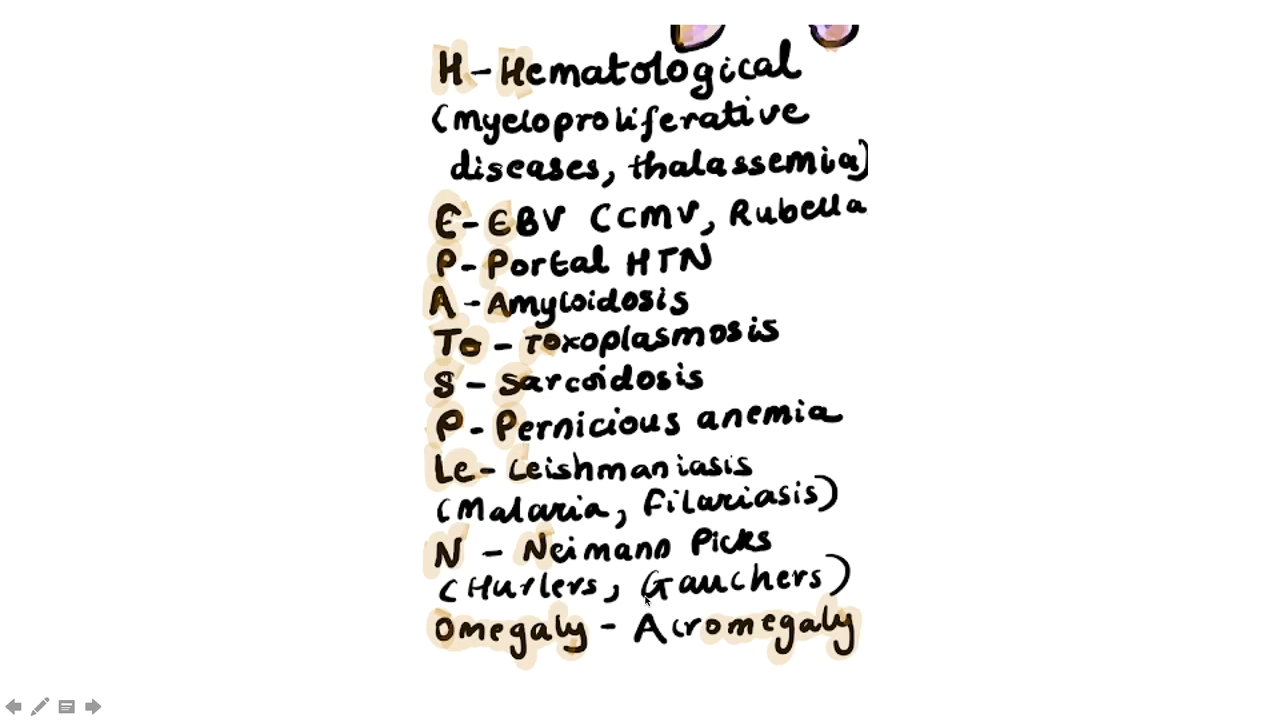 H - Hematological
(myeloproliferative
diseases, thalassemia)
E - EBV (CMV, Rubella
P - Portal HTN
A - Amyloidosis
To - Toxoplasmosis
S - Sarcoidosis
P - Pernicious anemia
Le - Leishmaniasis
(Malaria, Filariasis)
N - Neimann Picks
(Hurlers, Gauchers)
Omegaly - Acromegaly